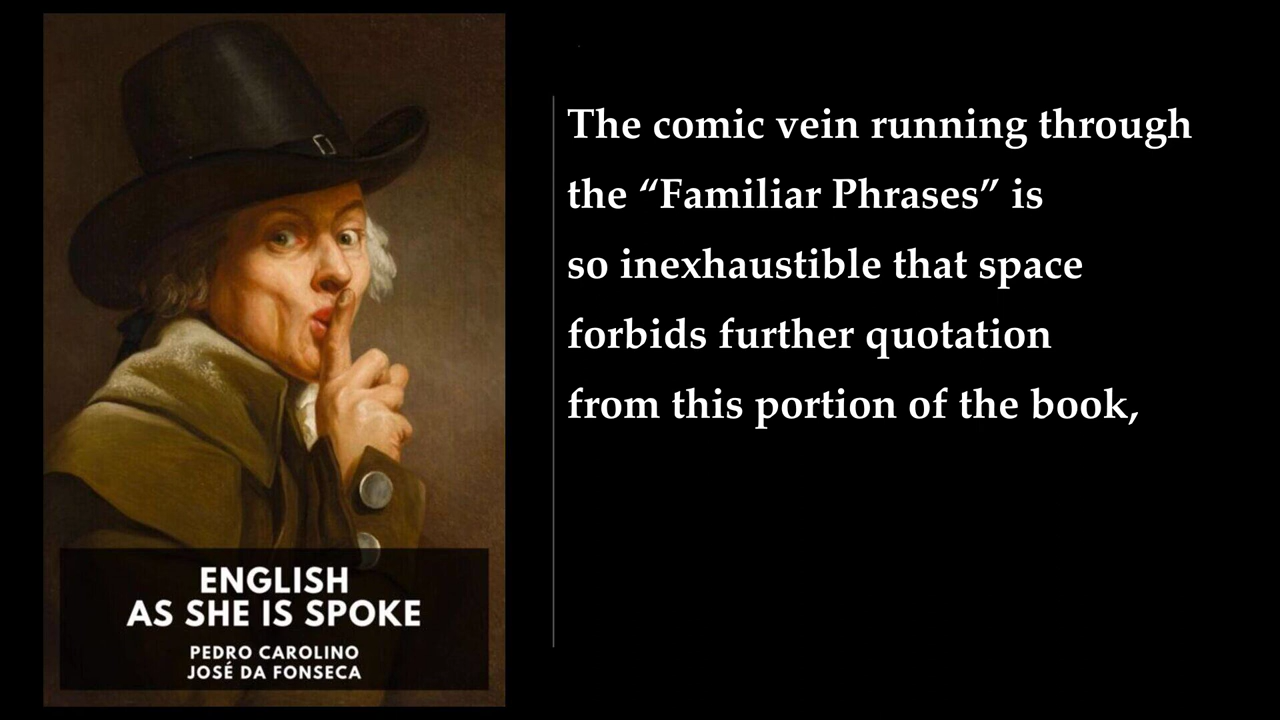 ENGLISH
AS SHE IS SPOKE
PEDRO CAROLINO
JOSÉ DA FONSECA
The comic vein running through
the “Familiar Phrases” is
so inexhaustible that space
forbids further quotation
from this portion of the book,